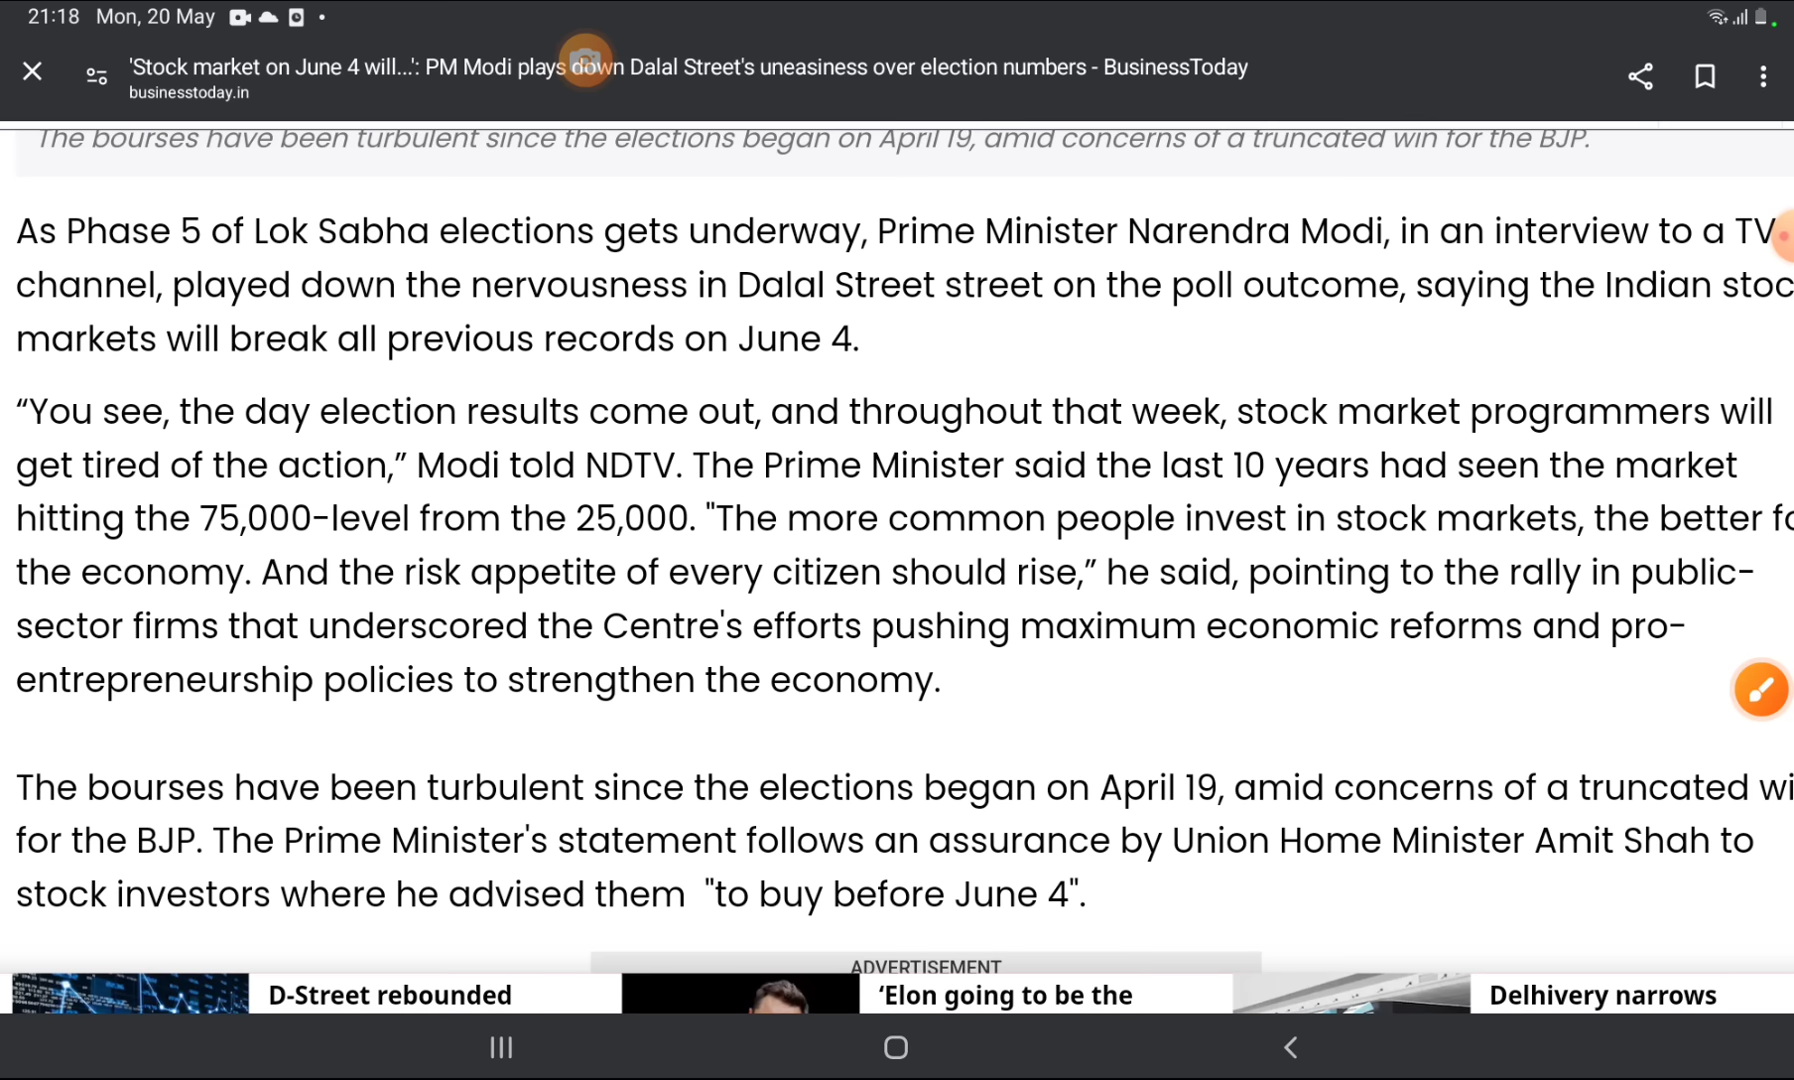 21:18 Mon, 20 May
'Stock market on June 4 will...': PM Modi plays down Dalal Street's uneasiness over election numbers - BusinessToday
businesstoday.in
The bourses have been turbulent since the elections began on April 19, amid concerns of a truncated win for the BJP.
As Phase 5 of Lok Sabha elections gets underway, Prime Minister Narendra Modi, in an interview to a TV
channel, played down the nervousness in Dalal Street street on the poll outcome, saying the Indian stoc
markets will break all previous records on June 4.
“You see, the day election results come out, and throughout that week, stock market programmers will
get tired of the action,” Modi told NDTV. The Prime Minister said the last 10 years had seen the market
hitting the 75,000-level from the 25,000. "The more common people invest in stock markets, the better fo
the economy. And the risk appetite of every citizen should rise,” he said, pointing to the rally in public-
sector firms that underscored the Centre's efforts pushing maximum economic reforms and pro-
entrepreneurship policies to strengthen the economy.
The bourses have been turbulent since the elections began on April 19, amid concerns of a truncated wi
for the BJP. The Prime Minister's statement follows an assurance by Union Home Minister Amit Shah to
stock investors where he advised them "to buy before June 4".
ADVERTISEMENT
D-Street rebounded
‘Elon going to be the
Delhivery narrows